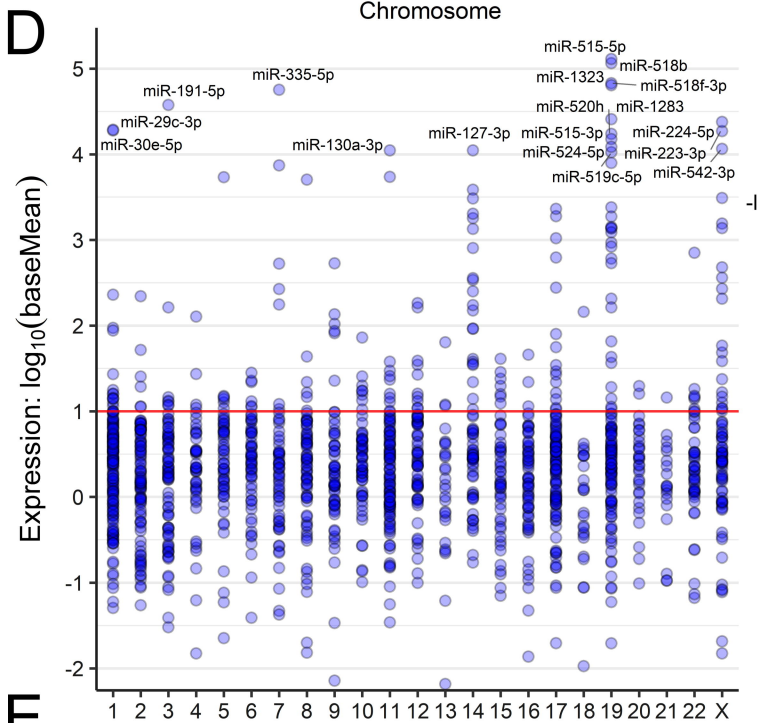 Chromosome
D
Expression: log10(baseMean)
5
4
3
2
1
0
-1
-2
miR-515-5p
miR-518b
miR-1323
miR-518f-3p
miR-335-5p
miR-191-5p
miR-520h miR-1283
miR-29c-3p
miR-30e-5p
miR-130a-3p
miR-127-3p
miR-515-3p
miR-224-5p
miR-524-5p
miR-223-3p
miR-519c-5p
miR-542-3p
1 2 3 4 5 6 7 8 9 10 11 12 13 14 15 16 17 18 19 20 21 22 X